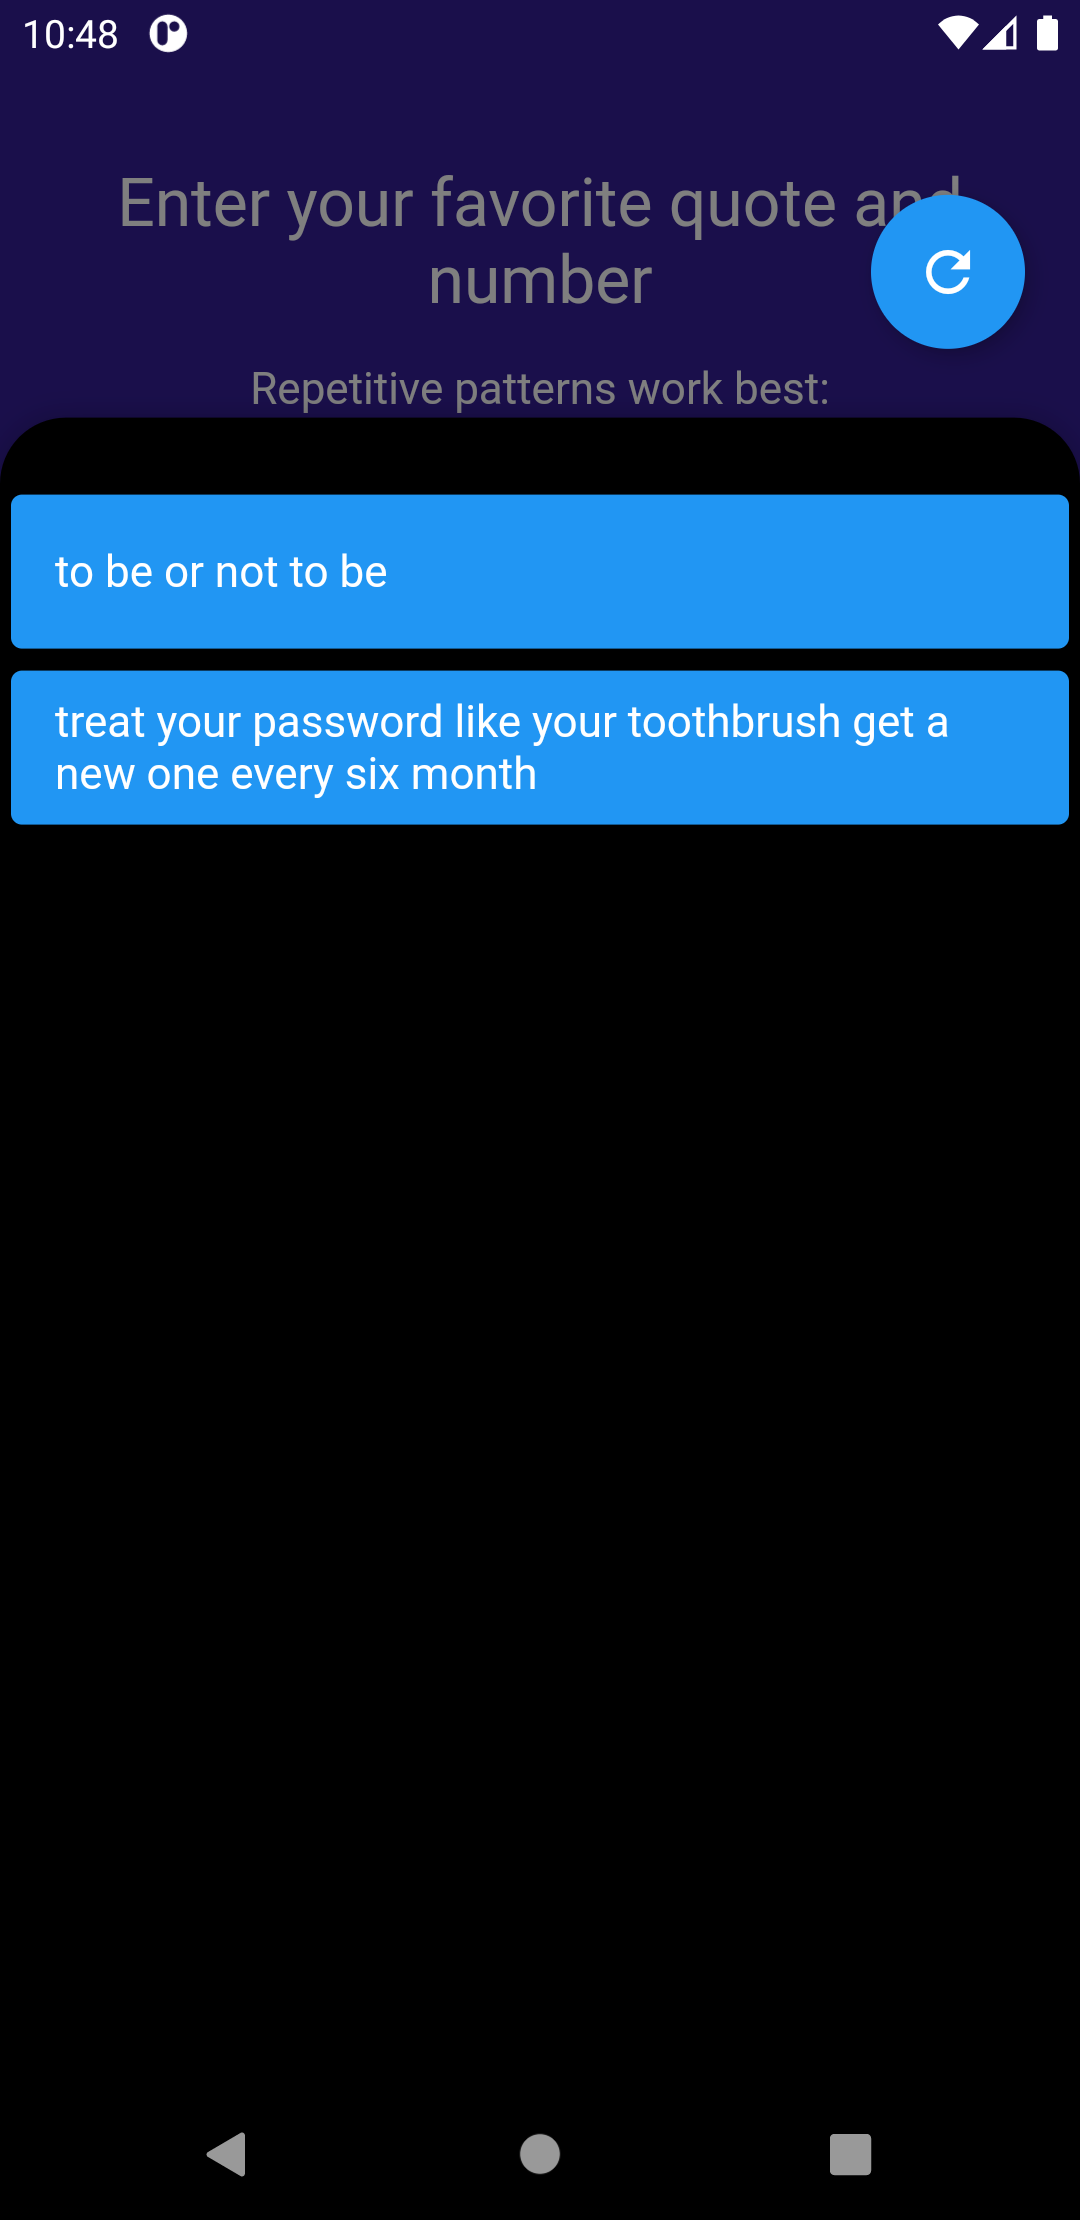 10:48
Enter your favorite quote and
number
Repetitive patterns work best:
to be or not to be
treat your password like your toothbrush get a
new one every six month